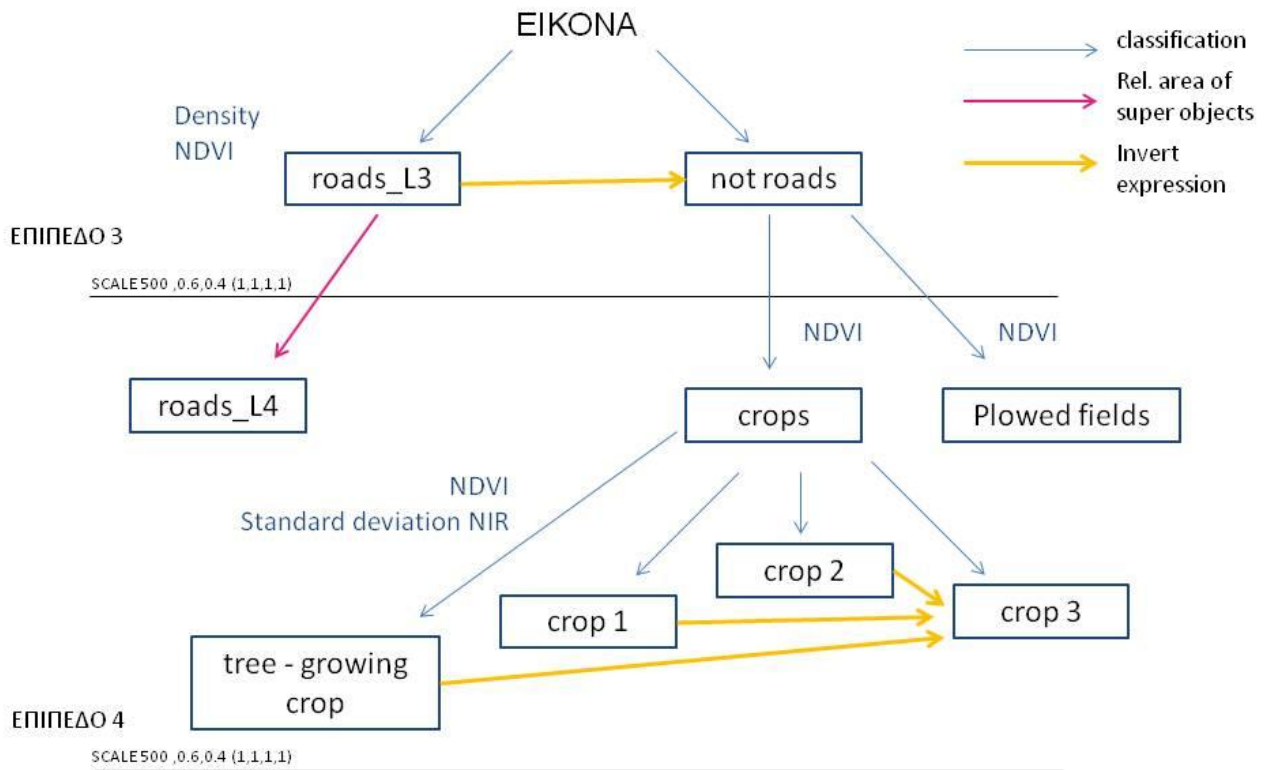 ΕΙΚΟΝΑ
classification
Rel. area of
super objects
Invert
expression
Density
NDVI
roads_L3
not roads
ΕΠΙΠΕΔΟ 3
SCALE500 ,0.6,0.4 (1,1,1,1)
NDVI
NDVI
roads_L4
crops
Plowed fields
NDVI
Standard deviation NIR
crop 2
crop 1
crop 3
tree - growing
crop
ΕΠΙΠΕΔΟ 4
SCALE500 ,0.6,0.4 (1,1,1,1)